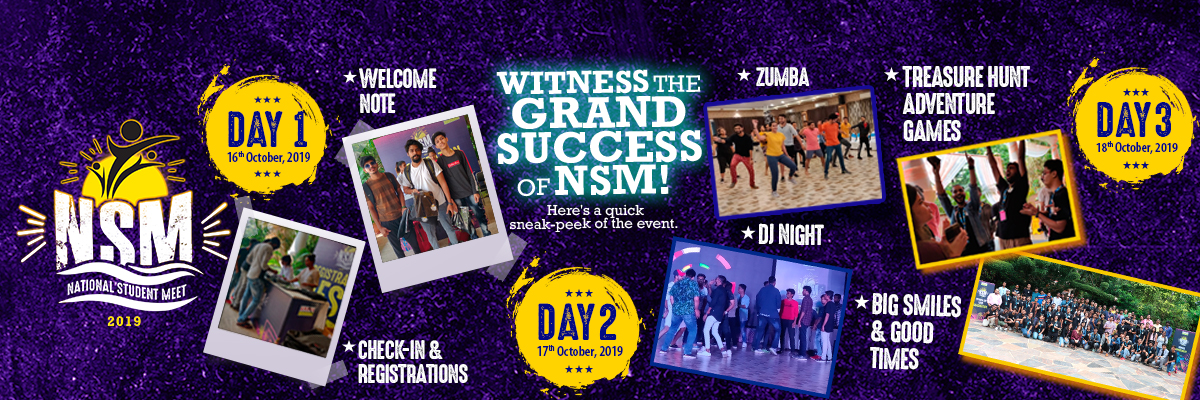 NSM
NATIONAL STUDENT MEET
2019
DAY 1
16th October, 2019
WELCOME
NOTE
CHECK-IN &
REGISTRATIONS
WITNESS THE
GRAND
SUCCESS
OF NSM!
Here's a quick
sneak-peek of the event.
DAY 2
17th October, 2019
ZUMBA
DJ NIGHT
TREASURE HUNT
ADVENTURE
GAMES
BIG SMILES
& GOOD
TIMES
DAY 3
18th October, 2019